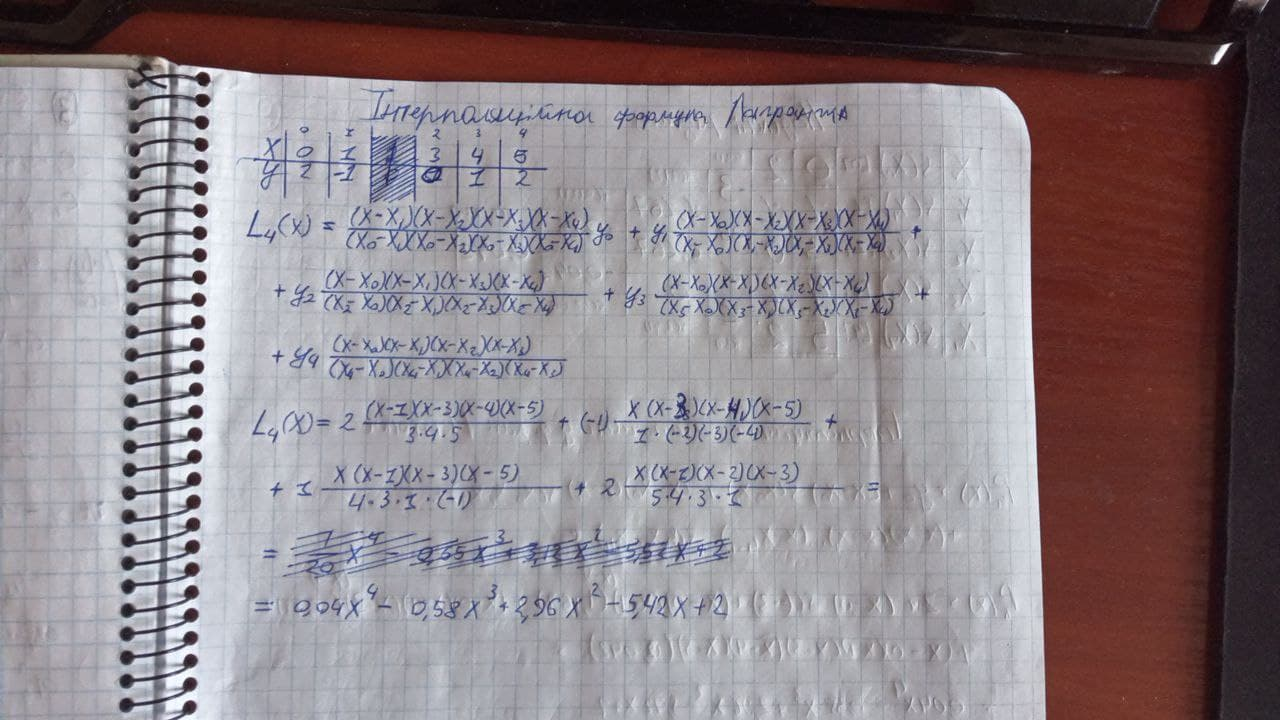 Інтерполяційна формула Лагранжа
0 1 2 3 4
X 0 1 3 4 5
y 2 -1 0 1 2
L₄(x) = (x-x₁)(x-x₂)(x-x₃)(x-x₄)/(x₀-x₁)(x₀-x₂)(x₀-x₃)(x₀-x₄) y₀ + y₁ (x-x₀)(x-x₂)(x-x₃)(x-x₄)/(x₁-x₀)(x₁-x₂)(x₁-x₃)(x₁-x₄) +
+ y₂ (x-x₀)(x-x₁)(x-x₃)(x-x₄)/(x₂-x₀)(x₂-x₁)(x₂-x₃)(x₂-x₄) + y₃ (x-x₀)(x-x₁)(x-x₂)(x-x₄)/(x₃-x₀)(x₃-x₁)(x₃-x₂)(x₃-x₄) +
+ y₄ (x-x₀)(x-x₁)(x-x₂)(x-x₃)/(x₄-x₀)(x₄-x₁)(x₄-x₂)(x₄-x₃)
L₄(x) = 2 (x-1)(x-3)(x-4)(x-5)/3·4·5 + (-1) x(x-3)(x-4)(x-5)/1·(-2)(-3)(-4) +
+ 1 x(x-1)(x-3)(x-5)/4·3·1·(-1) + 2 x(x-1)(x-2)(x-3)/5·4·3·1 =
= 0,04x⁴ - 0,58x³ + 2,96x² - 5,42x + 2